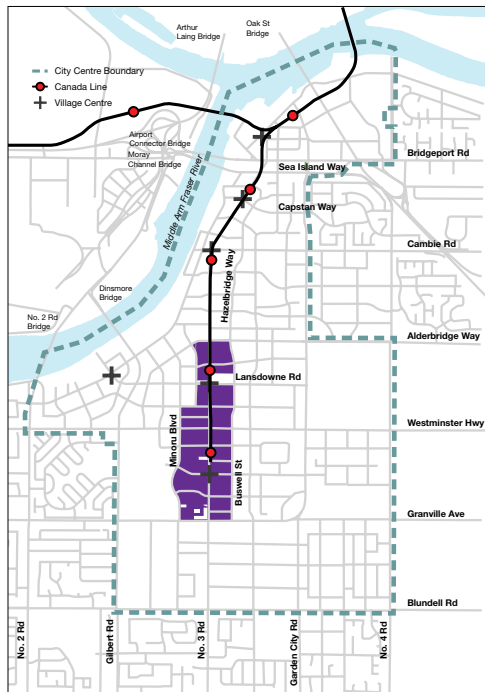 Arthur
Laing Bridge
Oak St
Bridge
City Centre Boundary
Canada Line
Village Centre
Airport
Connector Bridge
Moray
Channel Bridge
Bridgeport Rd
Sea Island Way
Middle Arm Fraser River
Capstan Way
Cambie Rd
Hazelbridge Way
Dinsmore
Bridge
No. 2 Rd
Bridge
Alderbridge Way
Lansdowne Rd
Minoru Blvd
Westminster Hwy
Buswell St
Granville Ave
Blundell Rd
No. 2 Rd
Gilbert Rd
No. 3 Rd
Garden City Rd
No. 4 Rd